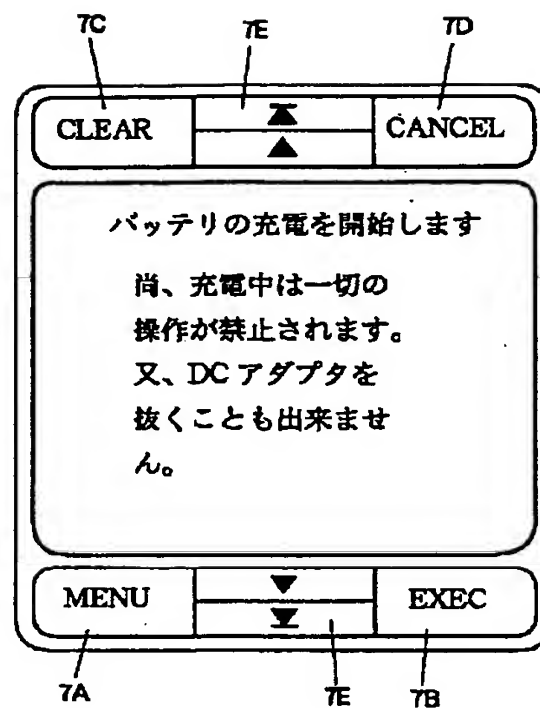 7C 7E 7D
CLEAR CANCEL
バッテリの充電を開始します
尚、充電中は一切の
操作が禁止されます。
又、DCアダプタを
抜くことも出来ませ
ん。
MENU EXEC
7A 7E 7B